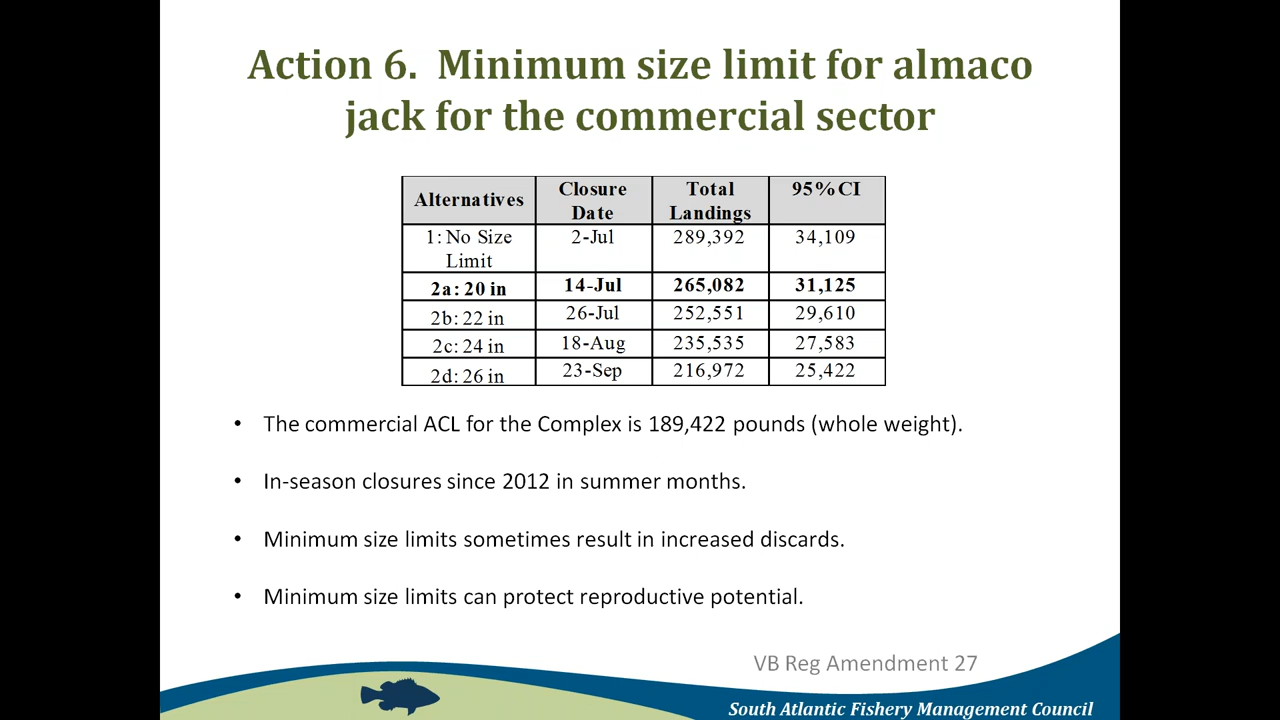 Action 6. Minimum size limit for almaco
jack for the commercial sector
Alternatives Closure Date Total Landings 95%CI
1: No Size Limit 2-Jul 289,392 34,109
2a: 20 in 14-Jul 265,082 31,125
2b: 22 in 26-Jul 252,551 29,610
2c: 24 in 18-Aug 235,535 27,583
2d: 26 in 23-Sep 216,972 25,422
• The commercial ACL for the Complex is 189,422 pounds (whole weight).
• In-season closures since 2012 in summer months.
• Minimum size limits sometimes result in increased discards.
• Minimum size limits can protect reproductive potential.
VB Reg Amendment 27
South Atlantic Fishery Management Council